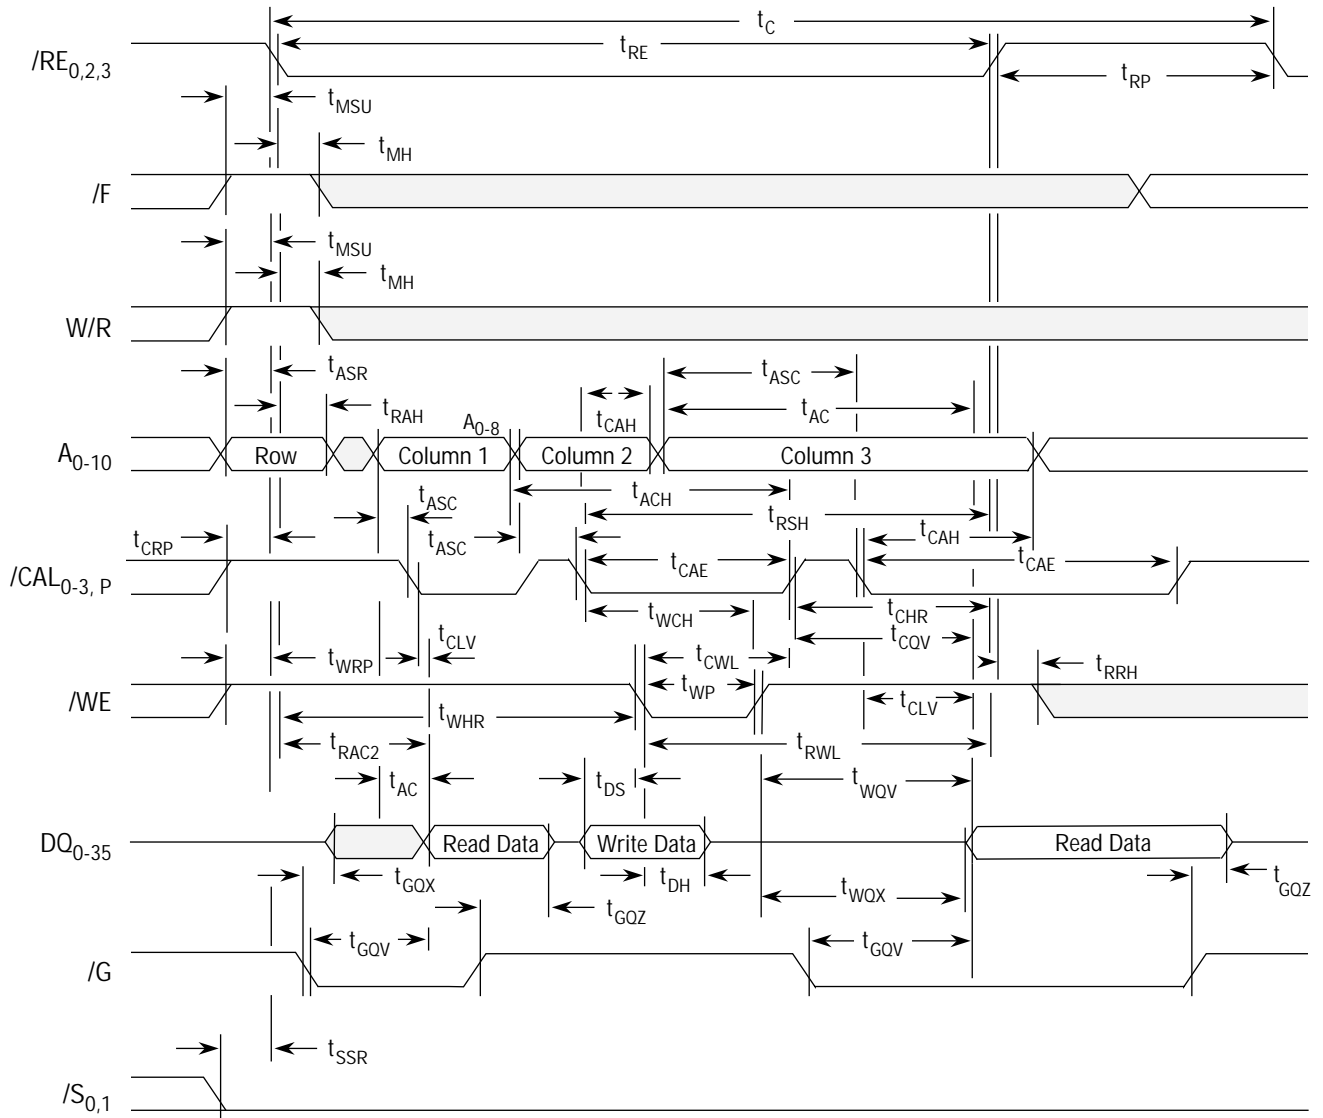 tC
/RE0,2,3
tRE
tRP
tMSU
tMH
/F
tMSU
tMH
W/R
tASR
tASC
tRAH
tCAH
tAC
A0-10
Row
A0-8
Column 1
Column 2
Column 3
tASC
tACH
tRSH
tCRP
tASC
tCAH
/CAL0-3, P
tCAE
tCAE
tWCH
tCHR
tCLV
tCQV
tWRP
tCWL
tRRH
/WE
tWP
tCLV
tWHR
tRAC2
tRWL
tAC
tDS
tWQV
DQ0-35
Read Data
Write Data
Read Data
tGQX
tDH
tGQZ
tWQX
tGQZ
tGQV
tGQV
/G
tSSR
/S0,1